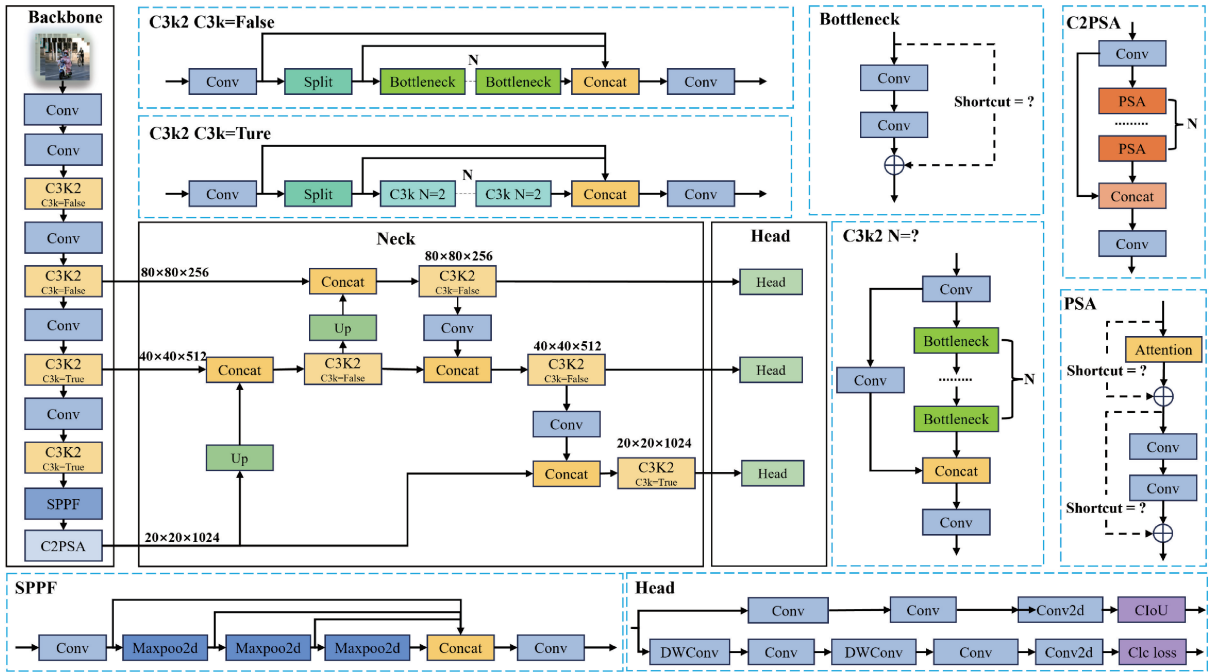 Backbone
Conv
Conv
C3K2
C3k=False
Conv
C3K2
C3k=False
Conv
C3K2
C3k=True
Conv
C3K2
C3k=True
SPPF
C2PSA
C3k2 C3k=False
N
Conv
Split
Bottleneck
Bottleneck
Concat
Conv
C3k2 C3k=Ture
N
Conv
Split
C3k N=2
C3k N=2
Concat
Conv
Bottleneck
Conv
Shortcut = ?
Conv
C2PSA
Conv
PSA
.........
PSA
N
Concat
Conv
Neck
80×80×256
Concat
80×80×256
C3K2
C3k=False
Up
Conv
40×40×512
Concat
C3K2
C3k=False
Concat
40×40×512
C3K2
C3k=False
Up
Conv
Concat
20×20×1024
C3K2
C3k=True
20×20×1024
Head
Head
Head
Head
C3k2 N=?
Conv
Bottleneck
Conv
.........
N
Bottleneck
Concat
Conv
PSA
Attention
Shortcut = ?
Conv
Conv
Shortcut = ?
SPPF
Conv
Maxpoo2d
Maxpoo2d
Maxpoo2d
Concat
Conv
Head
Conv
Conv
Conv2d
CIoU
DWConv
Conv
DWConv
Conv
Conv2d
Clc loss